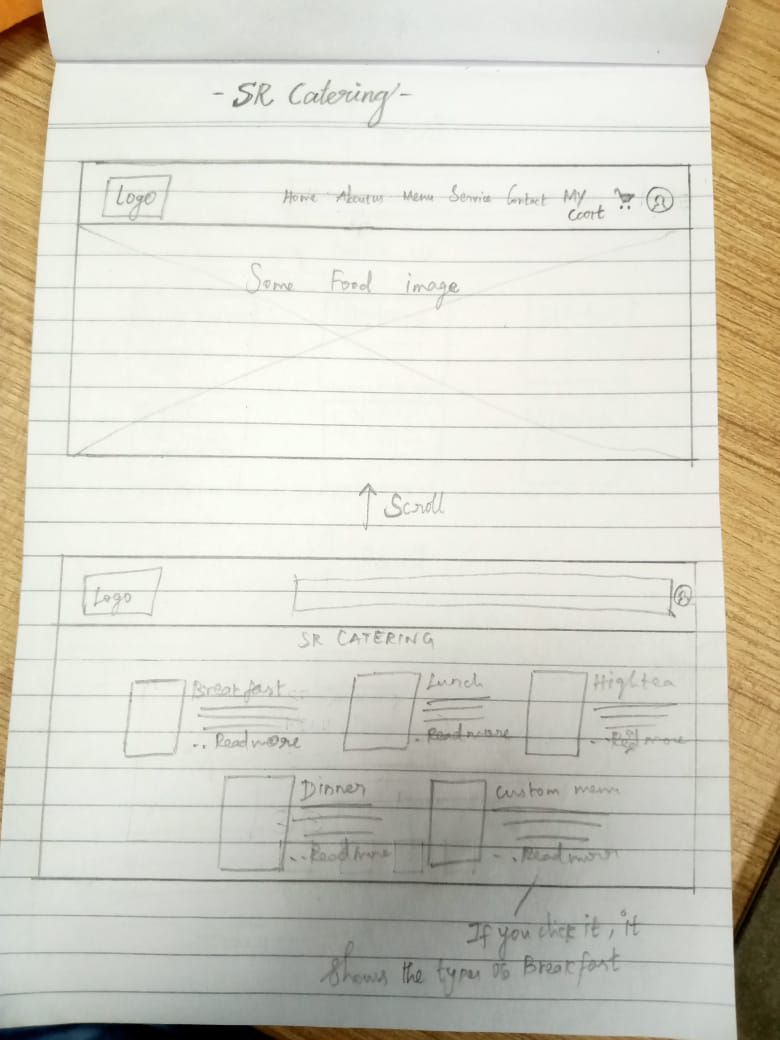 - SR Catering -
Logo Home Aboutus Menu Service Contact My Ccort
Some Food image
↑ Scroll
Logo
SR CATERING
Breakfast Lunch Hightea
.. Readmore . Readmore .. Read more
Dinner custom menu
... Readmore - .. Readmore
If you click it, it
Shows the types of Breakfast